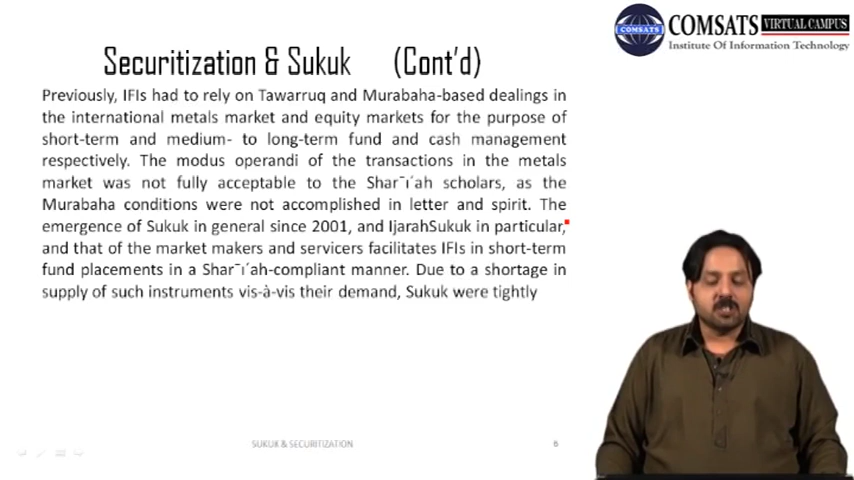 COMSATS VIRTUAL CAMPUS
COMSATS
Institute Of Information Technology
Securitization & Sukuk (Cont'd)
Previously, IFIs had to rely on Tawarruq and Murabaha-based dealings in
the international metals market and equity markets for the purpose of
short-term and medium- to long-term fund and cash management
respectively. The modus operandi of the transactions in the metals
market was not fully acceptable to the Shar¯ı´ah scholars, as the
Murabaha conditions were not accomplished in letter and spirit. The
emergence of Sukuk in general since 2001, and IjarahSukuk in particular,
and that of the market makers and servicers facilitates IFIs in short-term
fund placements in a Shar¯ı´ah-compliant manner. Due to a shortage in
supply of such instruments vis-à-vis their demand, Sukuk were tightly
SUKUK & SECURITIZATION 6